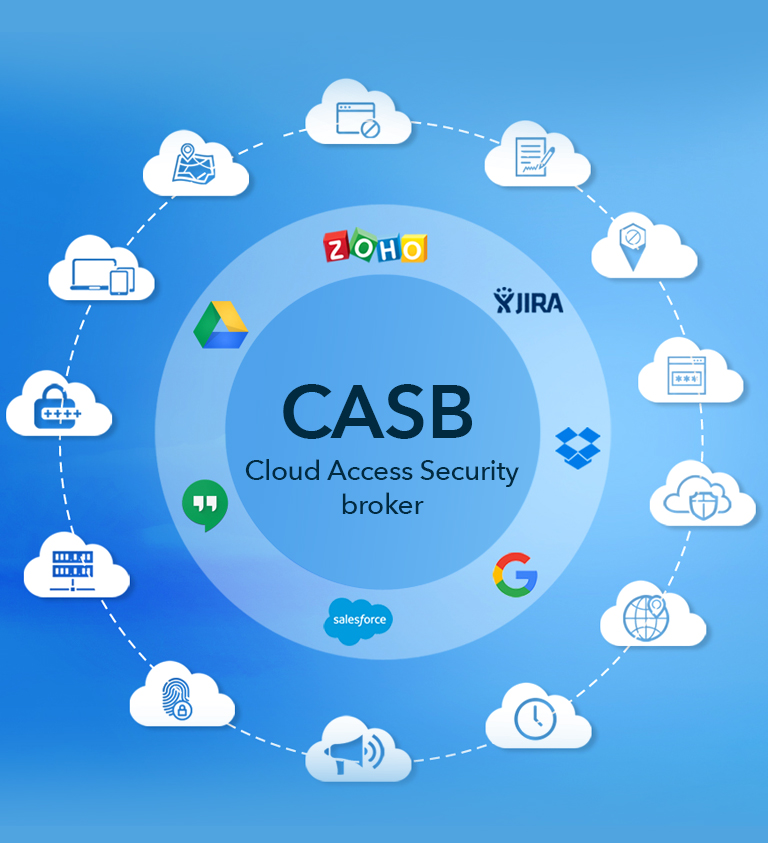 ZOHO
JIRA
CASB
Cloud Access Security
broker
salesforce